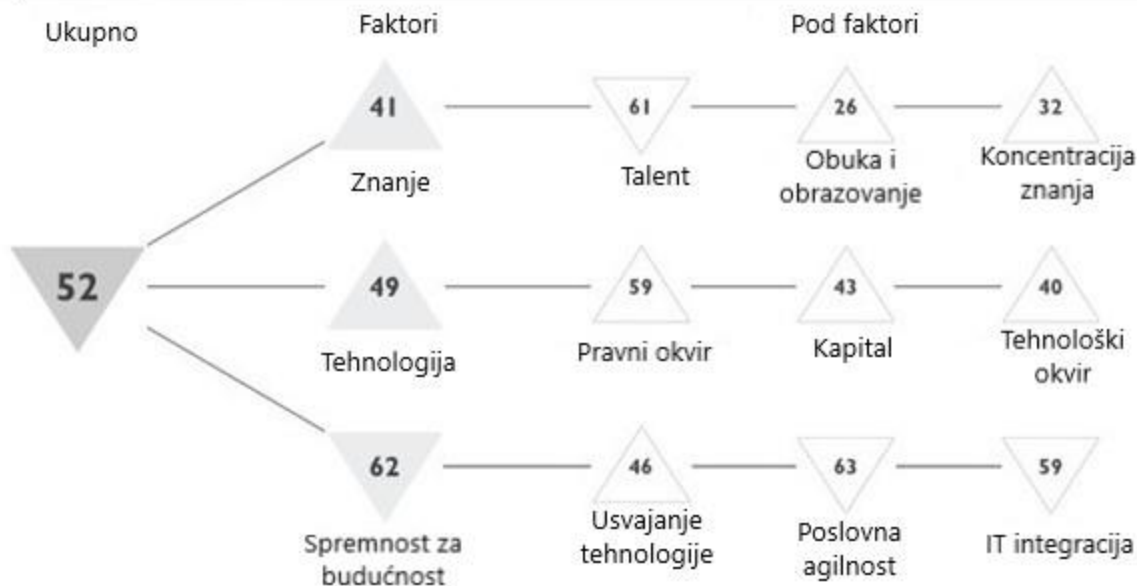 Ukupno
Faktori
Pod faktori
41
61
26
32
Znanje
Talent
Obuka i
obrazovanje
Koncentracija
znanja
52
49
59
43
40
Tehnologija
Pravni okvir
Kapital
Tehnološki
okvir
62
46
63
59
Spremnost za
budućnost
Usvajanje
tehnologije
Poslovna
agilnost
IT integracija